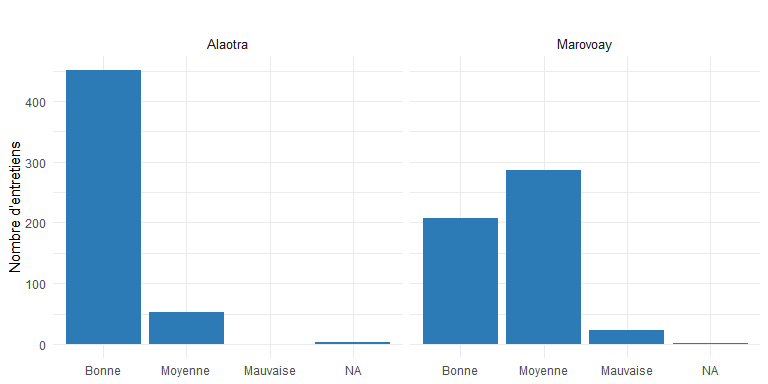 Alaotra
Marovoay
Nombre d'entretiens
400
300
200
100
0
Bonne Moyenne Mauvaise NA
Bonne Moyenne Mauvaise NA